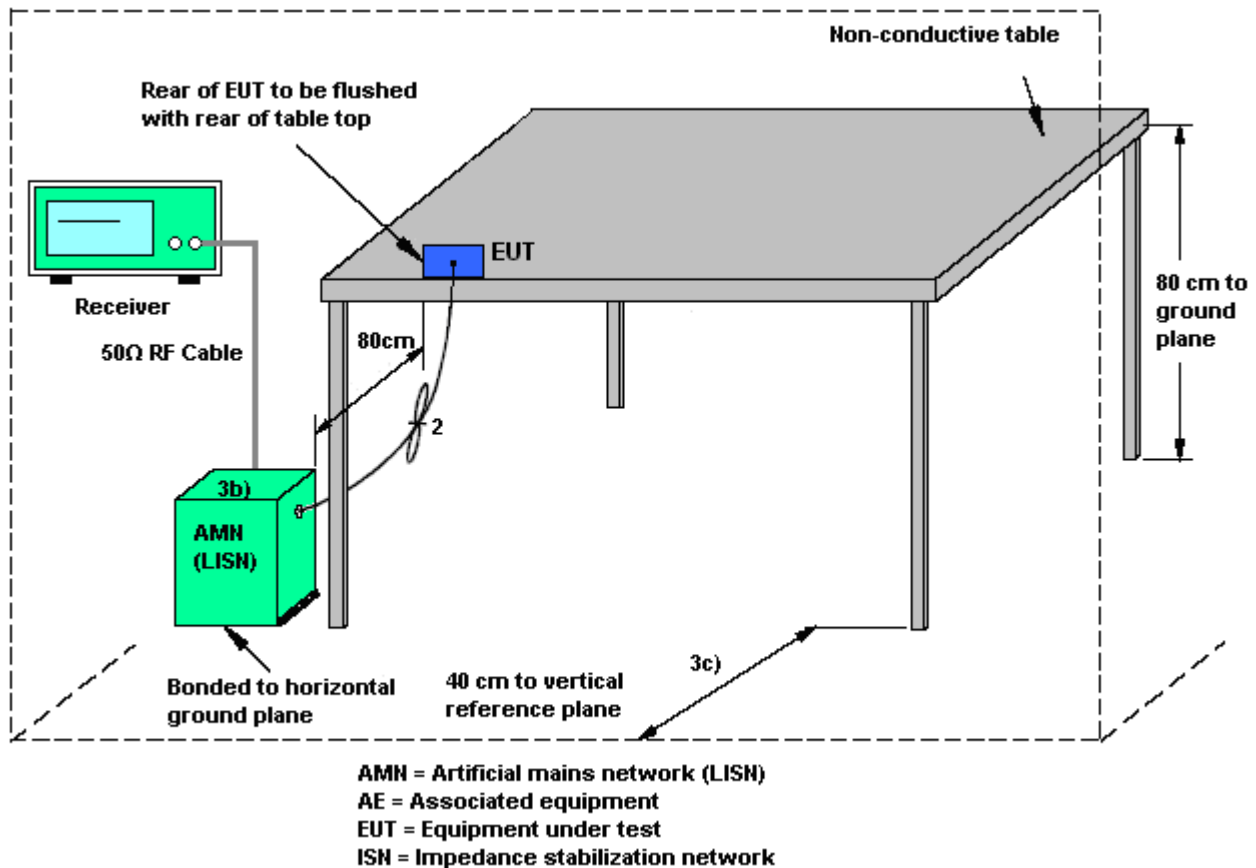 Non-conductive table
Rear of EUT to be flushed
with rear of table top
EUT
Receiver
80cm
80 cm to
ground
plane
50Ω RF Cable
2
3b)
AMN
(LISN)
3c)
Bonded to horizontal
ground plane
40 cm to vertical
reference plane
AMN = Artificial mains network (LISN)
AE = Associated equipment
EUT = Equipment under test
ISN = Impedance stabilization network